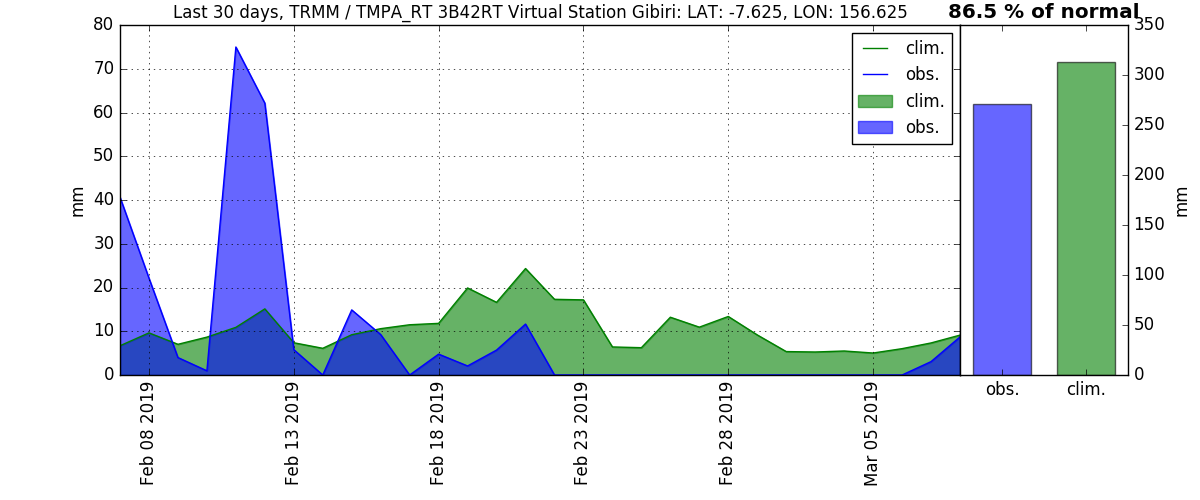 Last 30 days, TRMM / TMPA_RT 3B42RT Virtual Station Gibiri: LAT: -7.625, LON: 156.625
86.5 % of normal
80
70
60
50
40
30
20
10
0
mm
clim.
obs.
clim.
obs.
Feb 08 2019
Feb 13 2019
Feb 18 2019
Feb 23 2019
Feb 28 2019
Mar 05 2019
350
300
250
200
150
100
50
0
mm
obs.
clim.